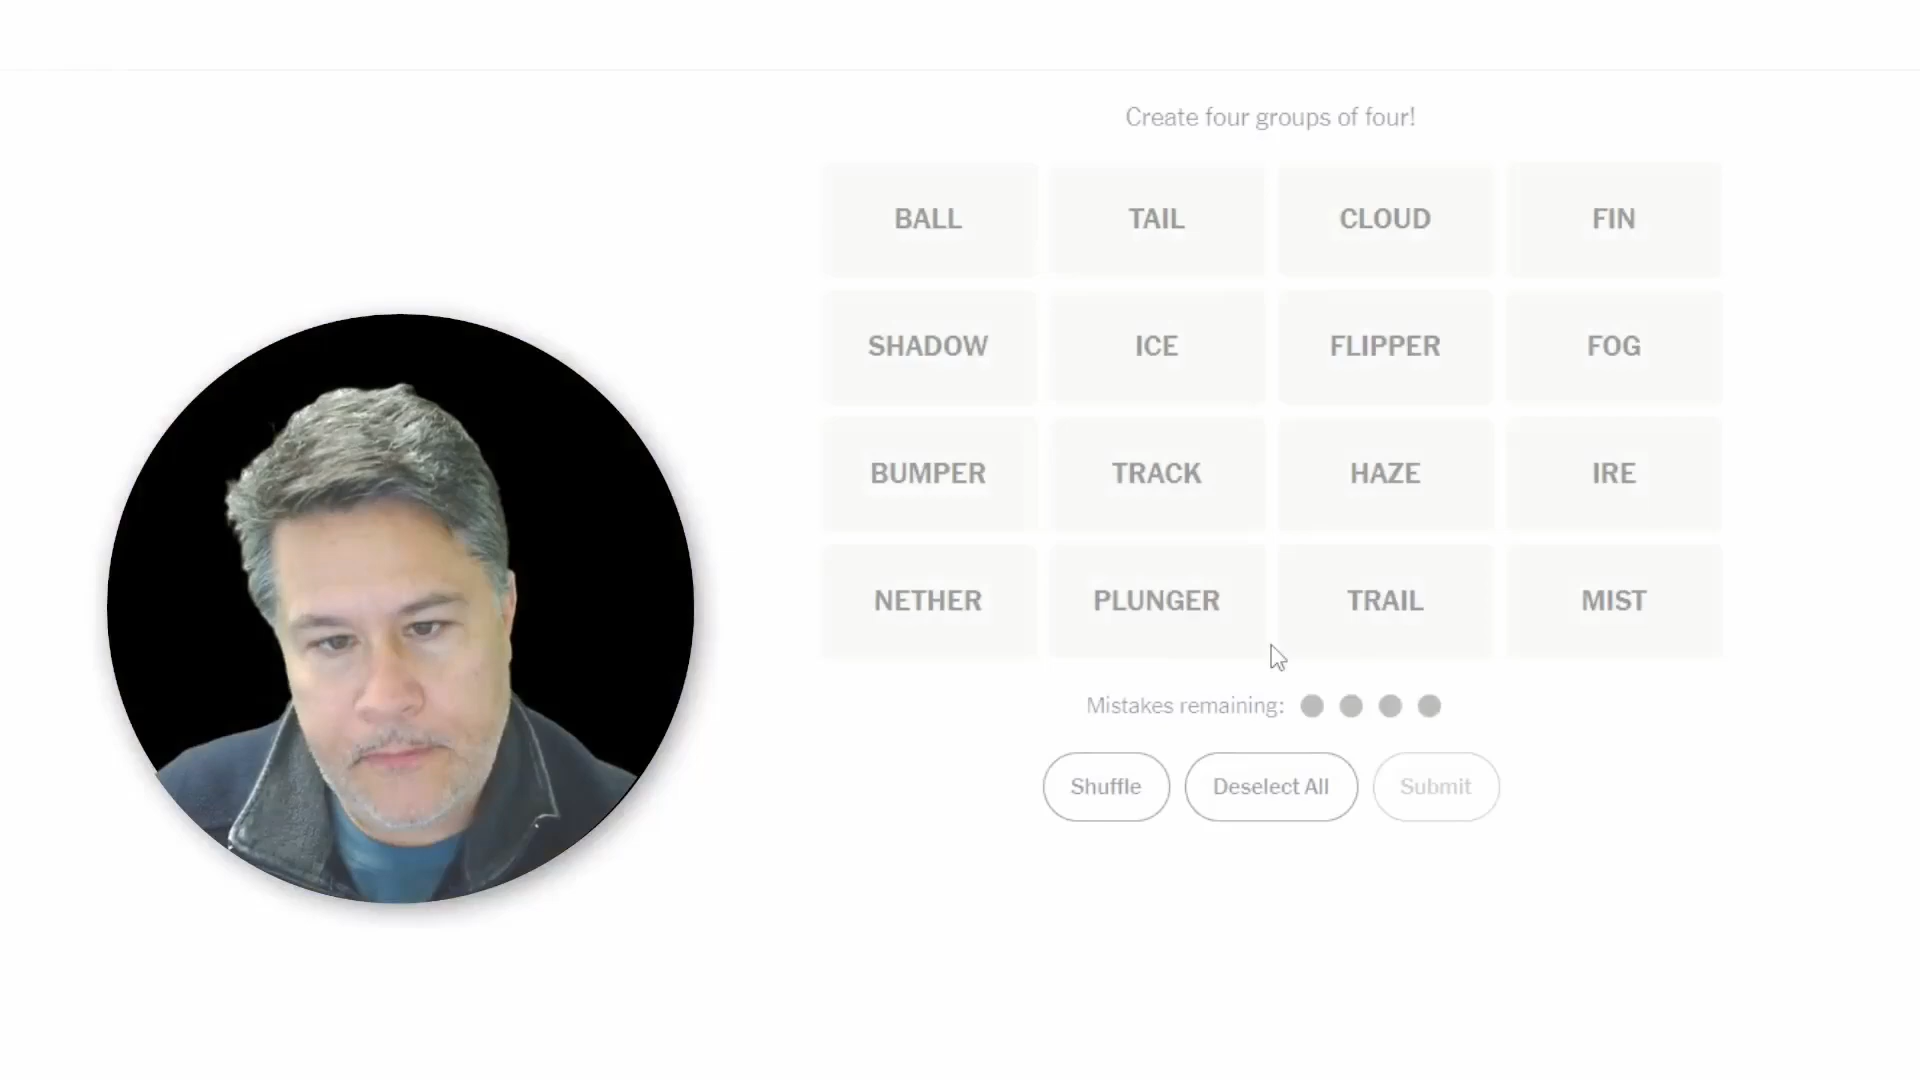 Create four groups of four!
BALL TAIL CLOUD FIN
SHADOW ICE FLIPPER FOG
BUMPER TRACK HAZE IRE
NETHER PLUNGER TRAIL MIST
Mistakes remaining:
Shuffle Deselect All Submit